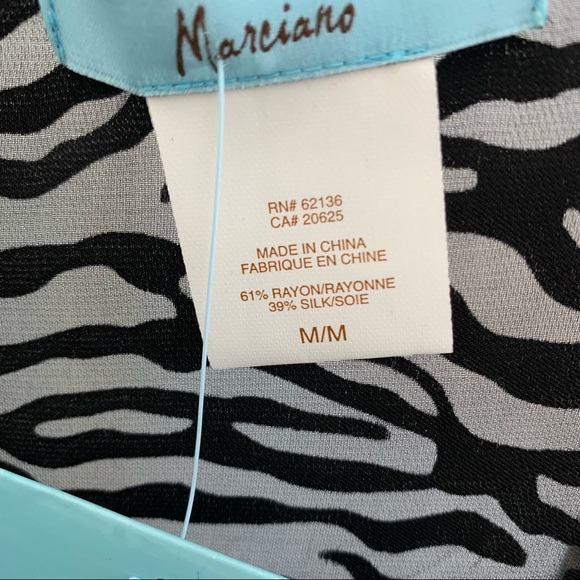 Marciano
RN# 62136
CA# 20625
MADE IN CHINA
FABRIQUE EN CHINE
61% RAYON/RAYONNE
39% SILK/SOIE
M/M